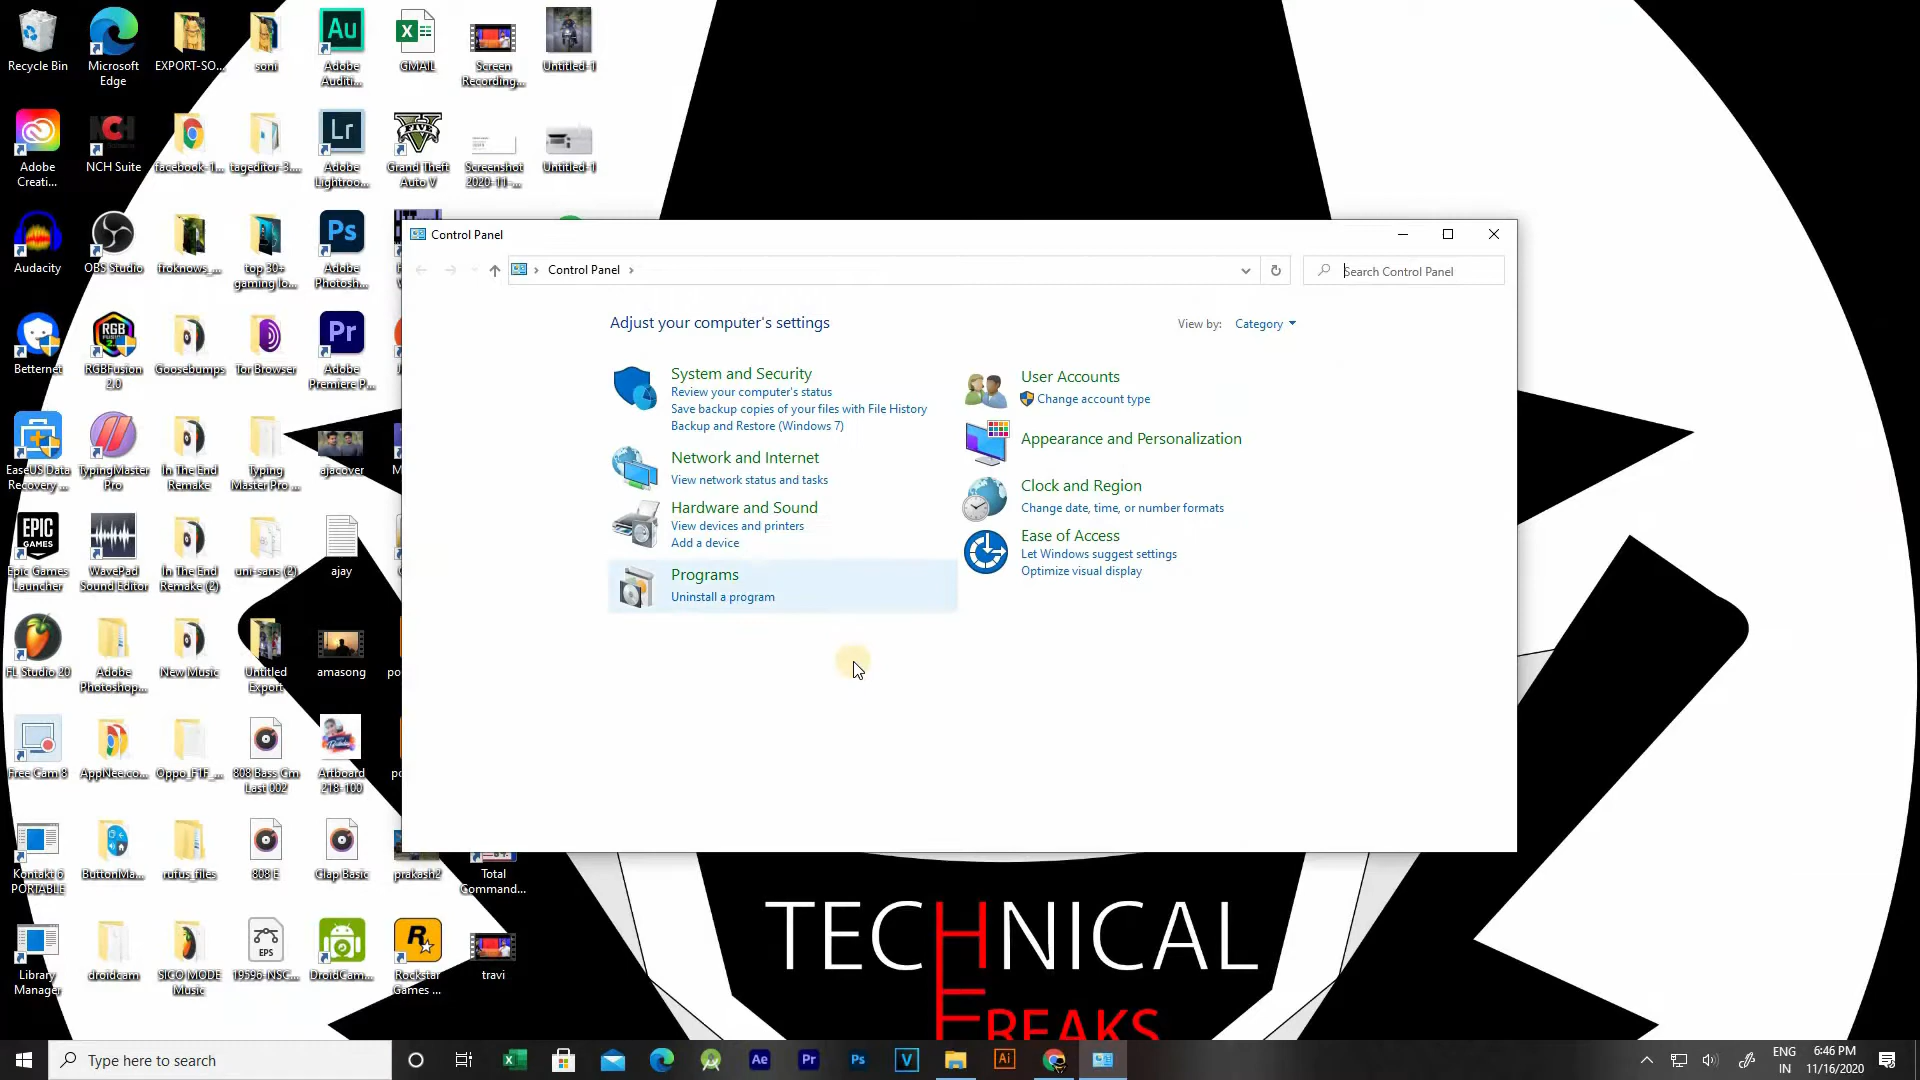 Recycle Bin
Microsoft
Edge
EXPORT-SO...
soni
Adobe
Auditi...
GMAIL
Screen
Recording...
Untitled-1
Adobe
Creati...
NCH Suite
facebook-1...
tageditor-3....
Adobe
Lightroo...
Grand Theft
Auto V
Screenshot
2020-11-...
Untitled-1
Audacity
OBS Studio
froknows_...
top 30+
gaming lo...
Adobe
Photosh...
Betternet
RGBFusion
2.0
Goosebumps
Tor Browser
Adobe
Premiere P...
EaseUS Data
Recovery ...
TypingMaster
Pro
In The End
Remake
Typing
Master Pro ...
ajacover
Epic Games
Launcher
WavePad
Sound Editor
In The End
Remake (2)
uni-sans (2)
ajay
FL Studio 20
Adobe
Photoshop...
New Music
Untitled
Export
amasong
po
Free Cam 8
AppNee.co...
Oppo_F1F_...
808 Bass Gm
Last 002
Artboard
218-100
po
Kontakt 6
PORTABLE
ButtonMa...
rufus_files
808 E
Clap Basic
prakash2
Total
Command...
Library
Manager
droidcam
SICO MODE
Music
19596-NSC...
DroidCam...
Rockstar
Games ...
travi
Control Panel
Control Panel
Search Control Panel
Adjust your computer's settings
View by: Category
System and Security
Review your computer's status
Save backup copies of your files with File History
Backup and Restore (Windows 7)
Network and Internet
View network status and tasks
Hardware and Sound
View devices and printers
Add a device
Programs
Uninstall a program
User Accounts
Change account type
Appearance and Personalization
Clock and Region
Change date, time, or number formats
Ease of Access
Let Windows suggest settings
Optimize visual display
TECHNICAL
FREAKS
Type here to search
ENG
IN
6:46 PM
11/16/2020